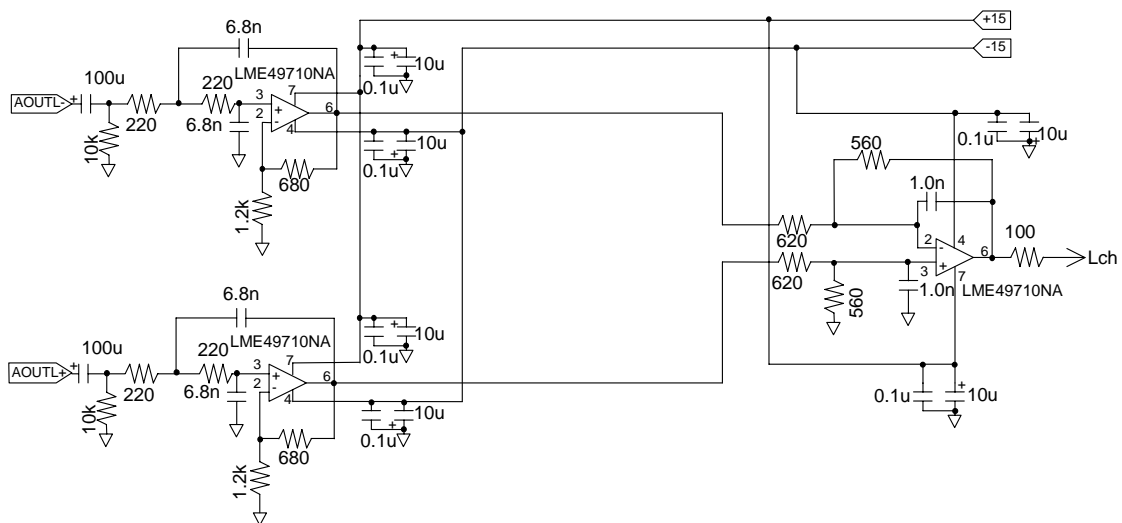 +15
-15
6.8n
100u
LME49710NA
10u
0.1u
AOUTL-
+
220
220
3
7
+
6
2
-
4
6.8n
10k
0.1u
10u
+
680
1.2k
0.1u
10u
+
560
1.0n
620
2
4
-
100
6
Lch
620
3
+
7
1.0n
LME49710NA
560
6.8n
100u
LME49710NA
10u
0.1u
+
AOUTL+
+
220
220
3
7
+
6
2
-
4
6.8n
10k
0.1u
10u
+
680
1.2k
0.1u
10u
+